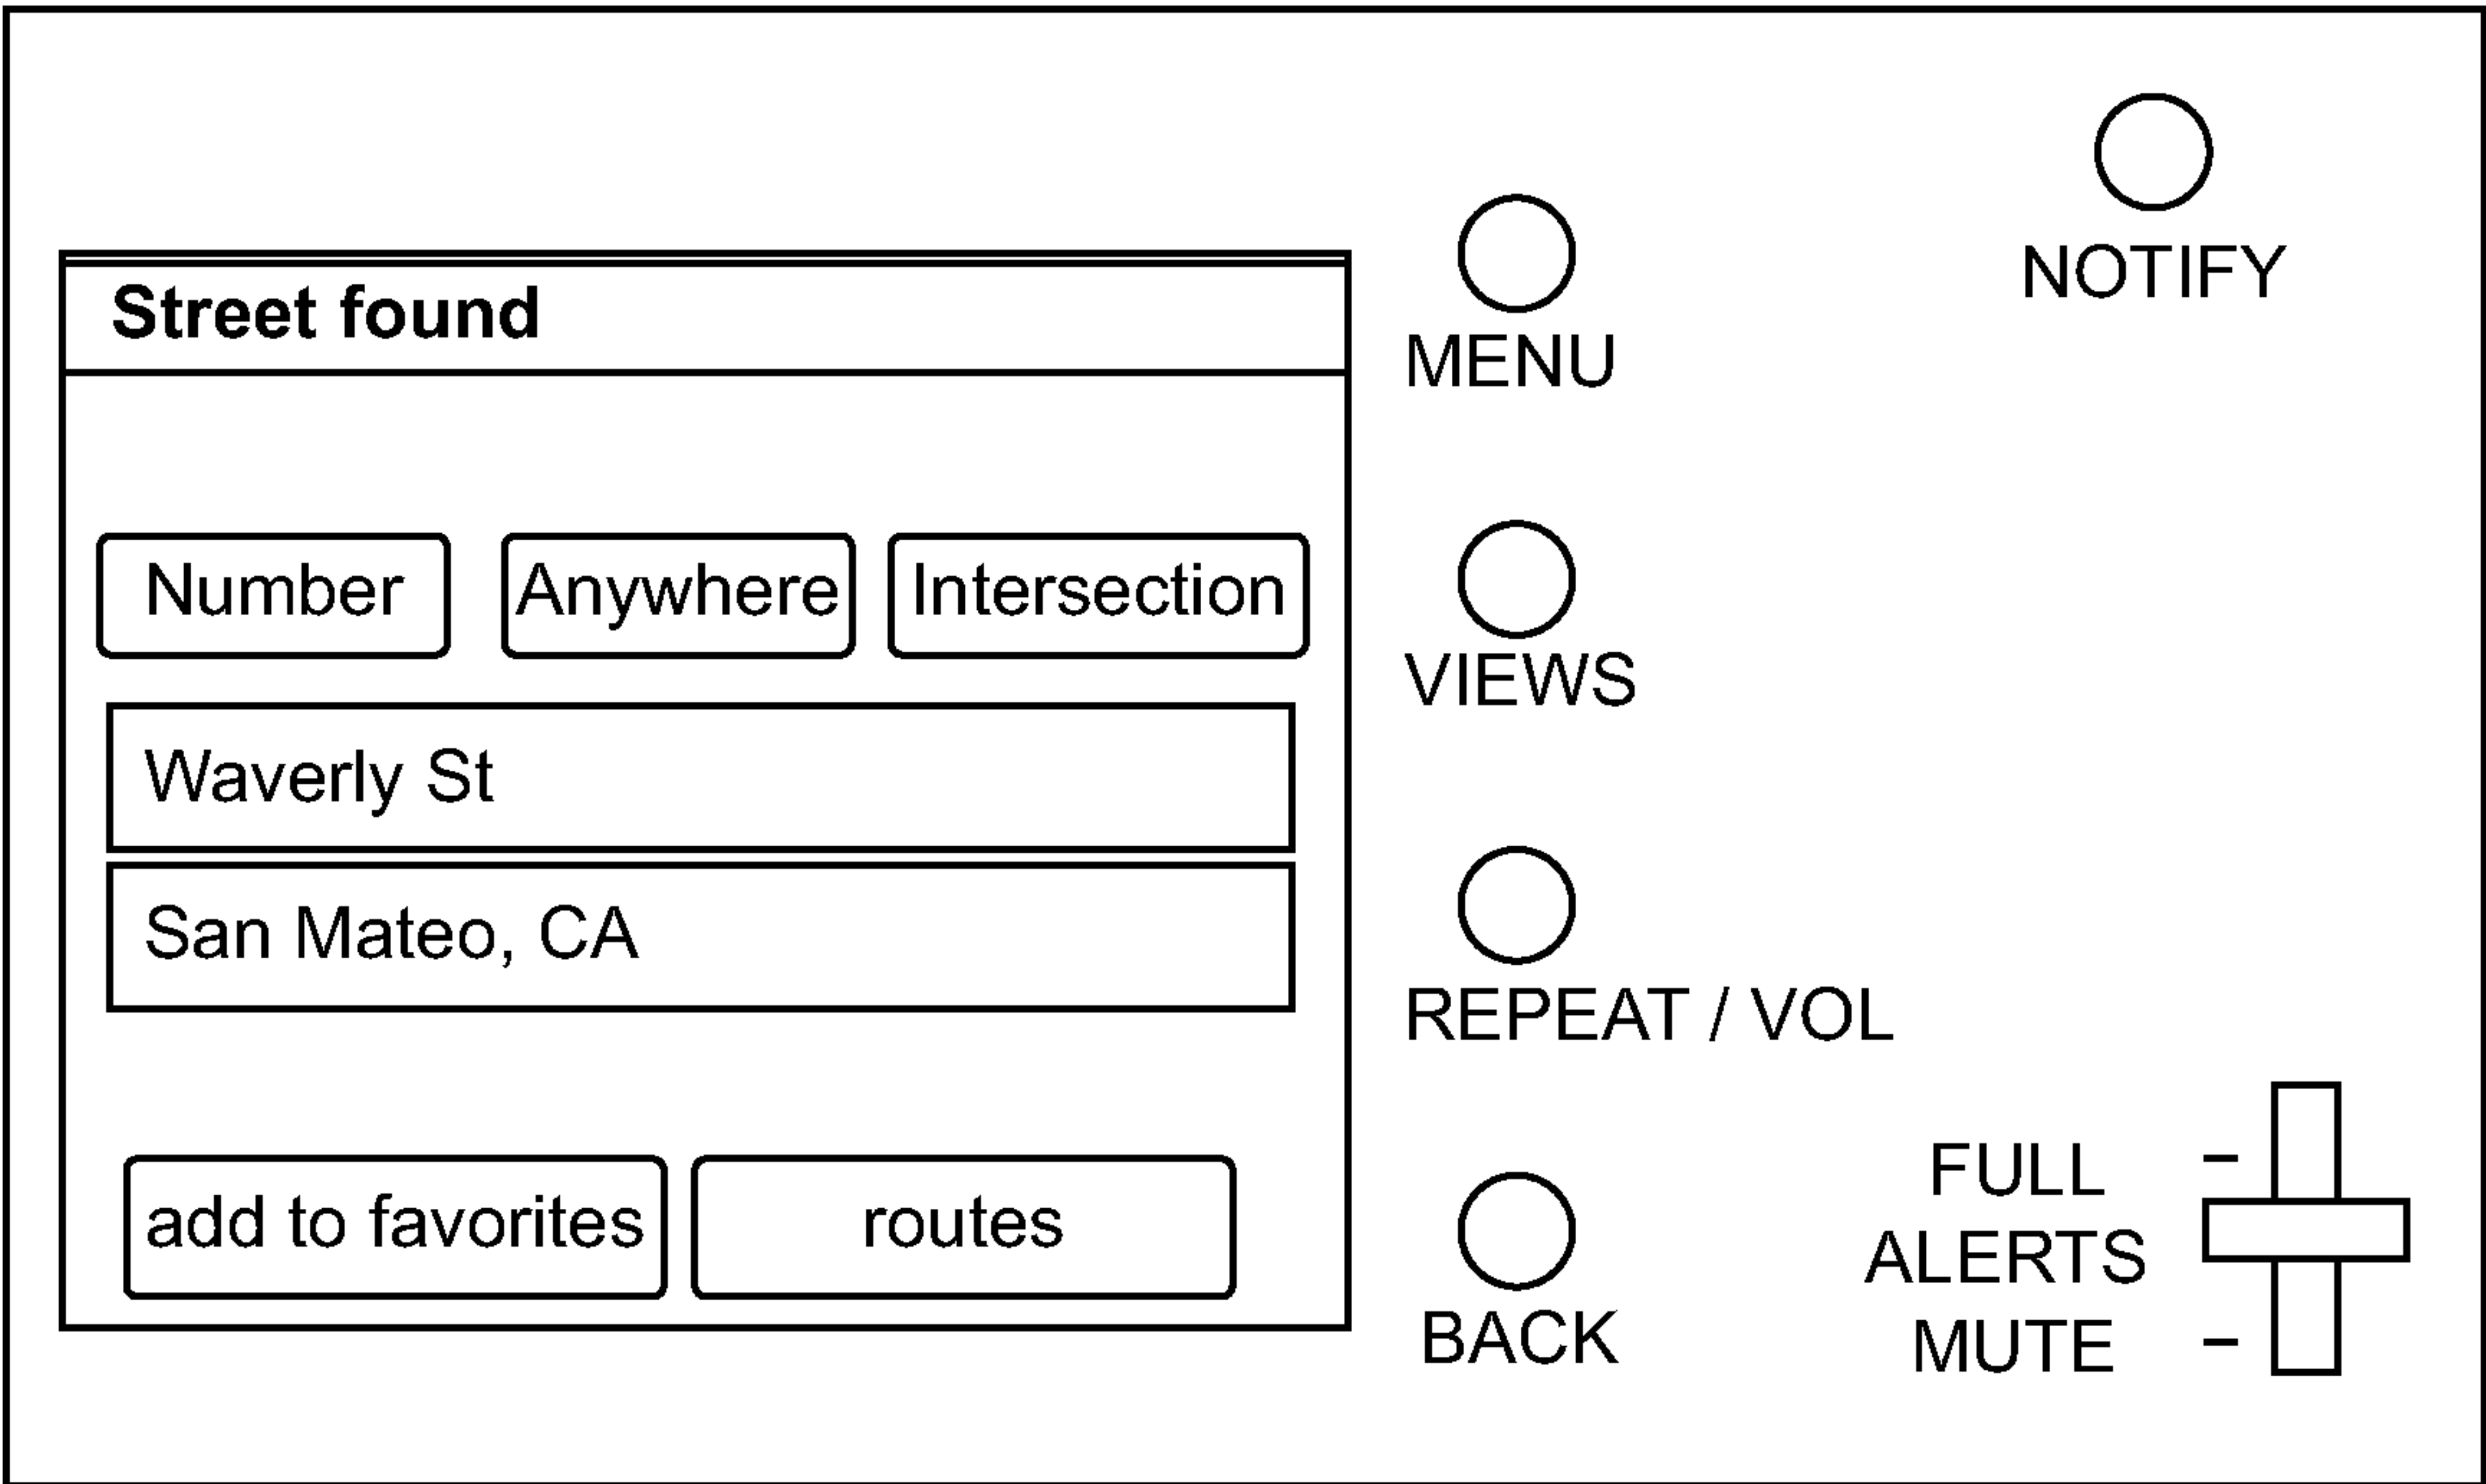 Street found
Number Anywhere Intersection
Waverly St
San Mateo, CA
add to favorites routes
MENU
VIEWS
REPEAT / VOL
BACK
NOTIFY
FULL
ALERTS
MUTE